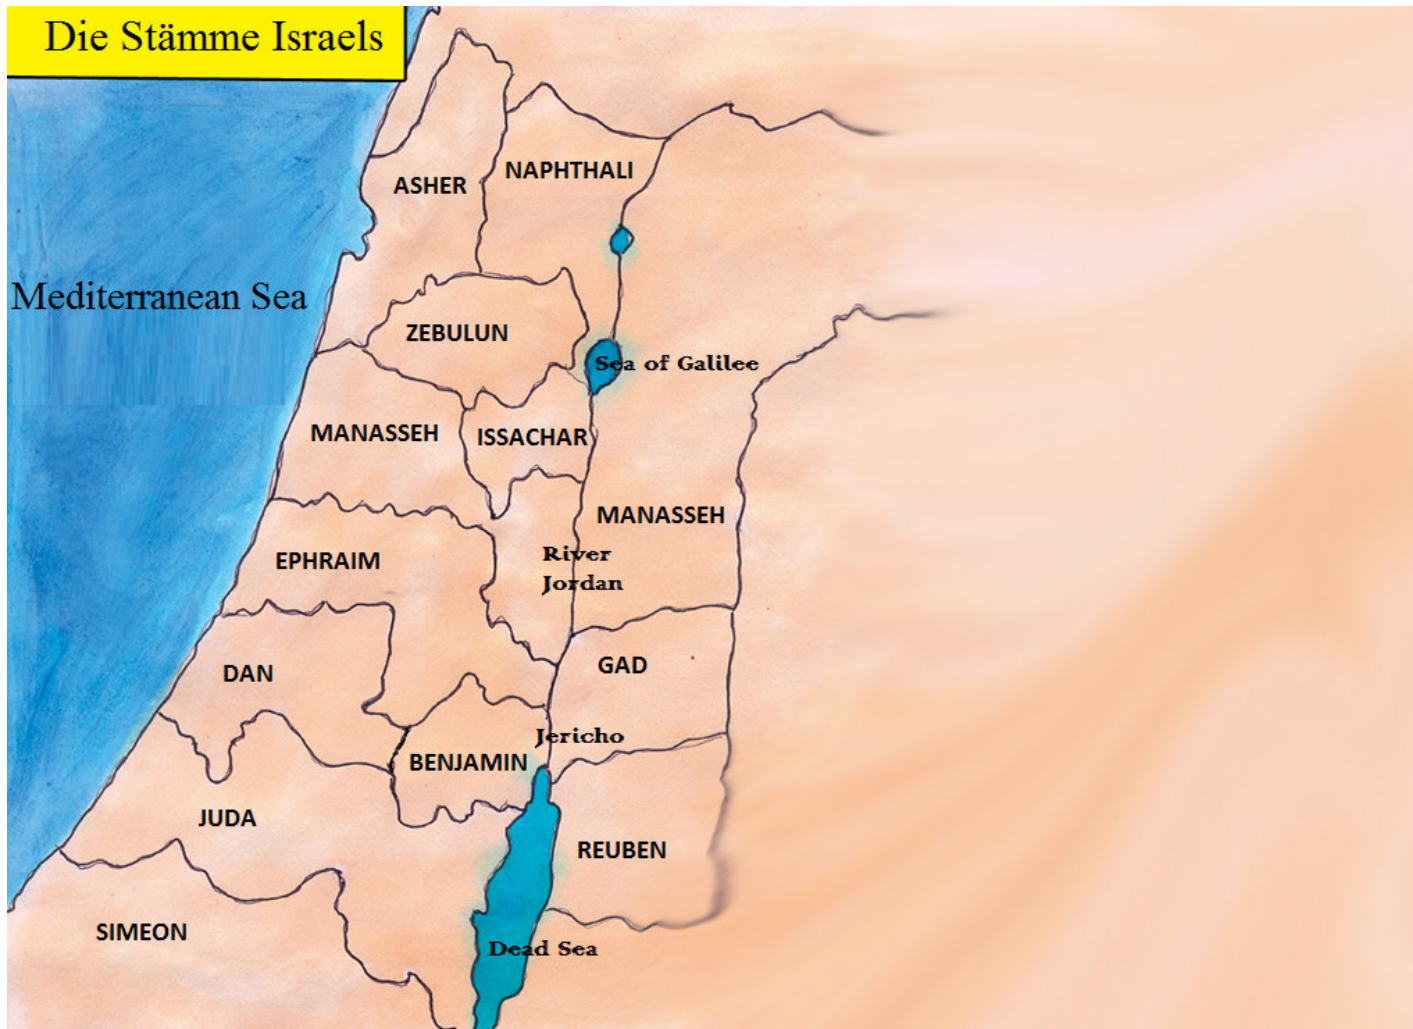 Die Stämme Israels
NAPHTHALI
ASHER
Mediterranean Sea
ZEBULUN
Sea of Galilee
MANASSEH
ISSACHAR
MANASSEH
River
Jordan
EPHRAIM
GAD
DAN
Jericho
BENJAMIN
JUDA
REUBEN
SIMEON
Dead Sea